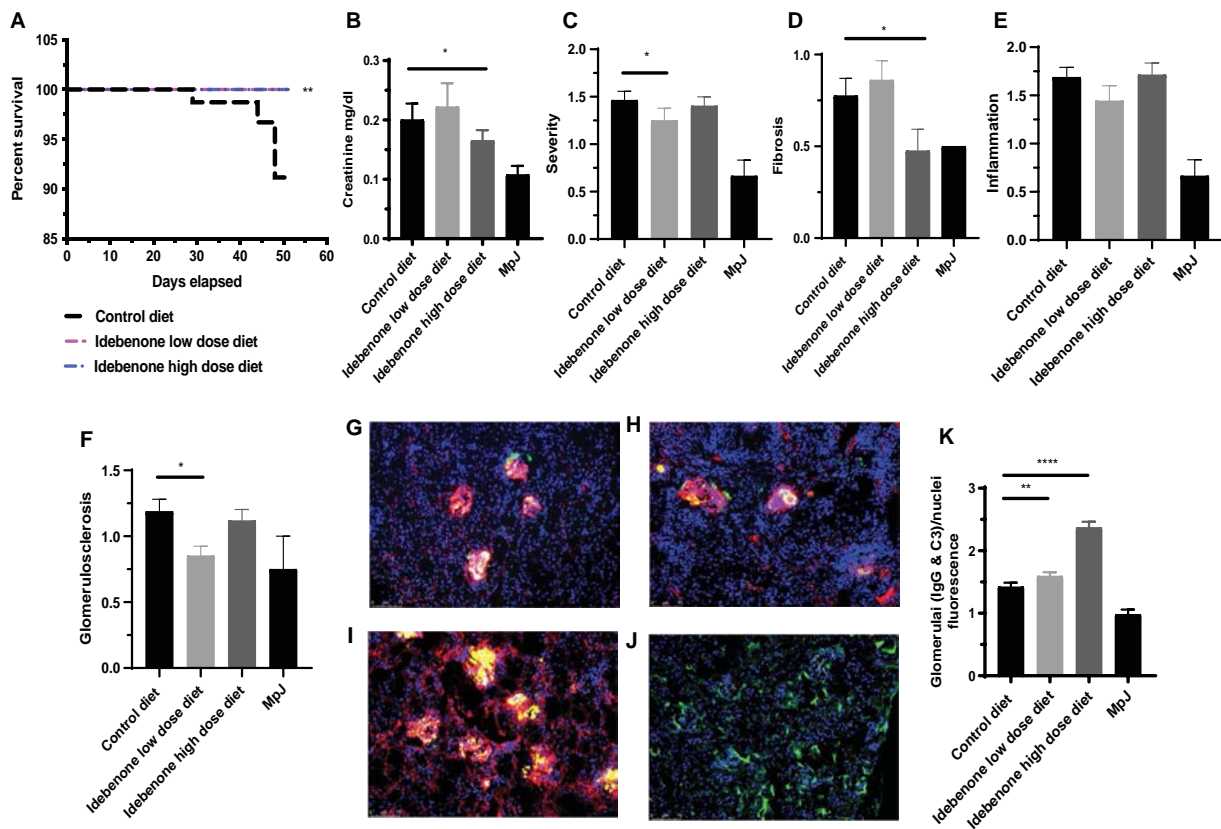 A
Percent survival
105
100
95
90
85
**
0 10 20 30 40 50 60
Days elapsed
Control diet
Idebenone low dose diet
Idebenone high dose diet
B
Creatinine mg/dl
0.3
0.2
0.1
0.0
*
Control diet
Idebenone low dose diet
Idebenone high dose diet
MpJ
C
Severity
2.0
1.5
1.0
0.5
0.0
*
Control diet
Idebenone low dose diet
Idebenone high dose diet
MpJ
D
Fibrosis
1.0
0.5
0.0
*
Control diet
Idebenone low dose diet
Idebenone high dose diet
MpJ
E
Inflammation
2.0
1.5
1.0
0.5
0.0
Control diet
Idebenone low dose diet
Idebenone high dose diet
MpJ
F
Glomerulosclerosis
1.5
1.0
0.5
0.0
*
Control diet
Idebenone low dose diet
Idebenone high dose diet
MpJ
G
H
I
J
K
Glomerulai (IgG & C3)/nuclei
fluorescence
3
2
1
0
****
**
Control diet
Idebenone low dose diet
Idebenone high dose diet
MpJ